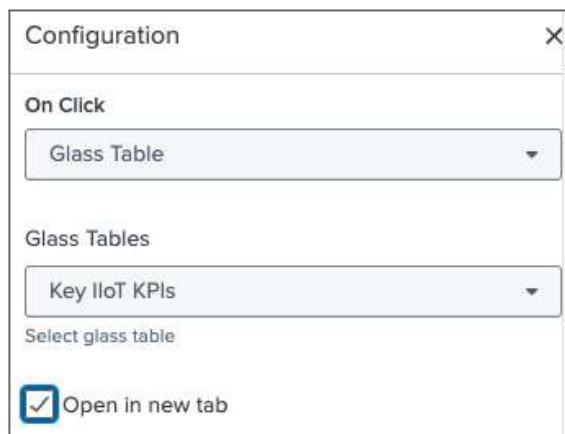 Configuration
On Click
Glass Table
Glass Tables
Key IIoT KPIs
Select glass table
Open in new tab